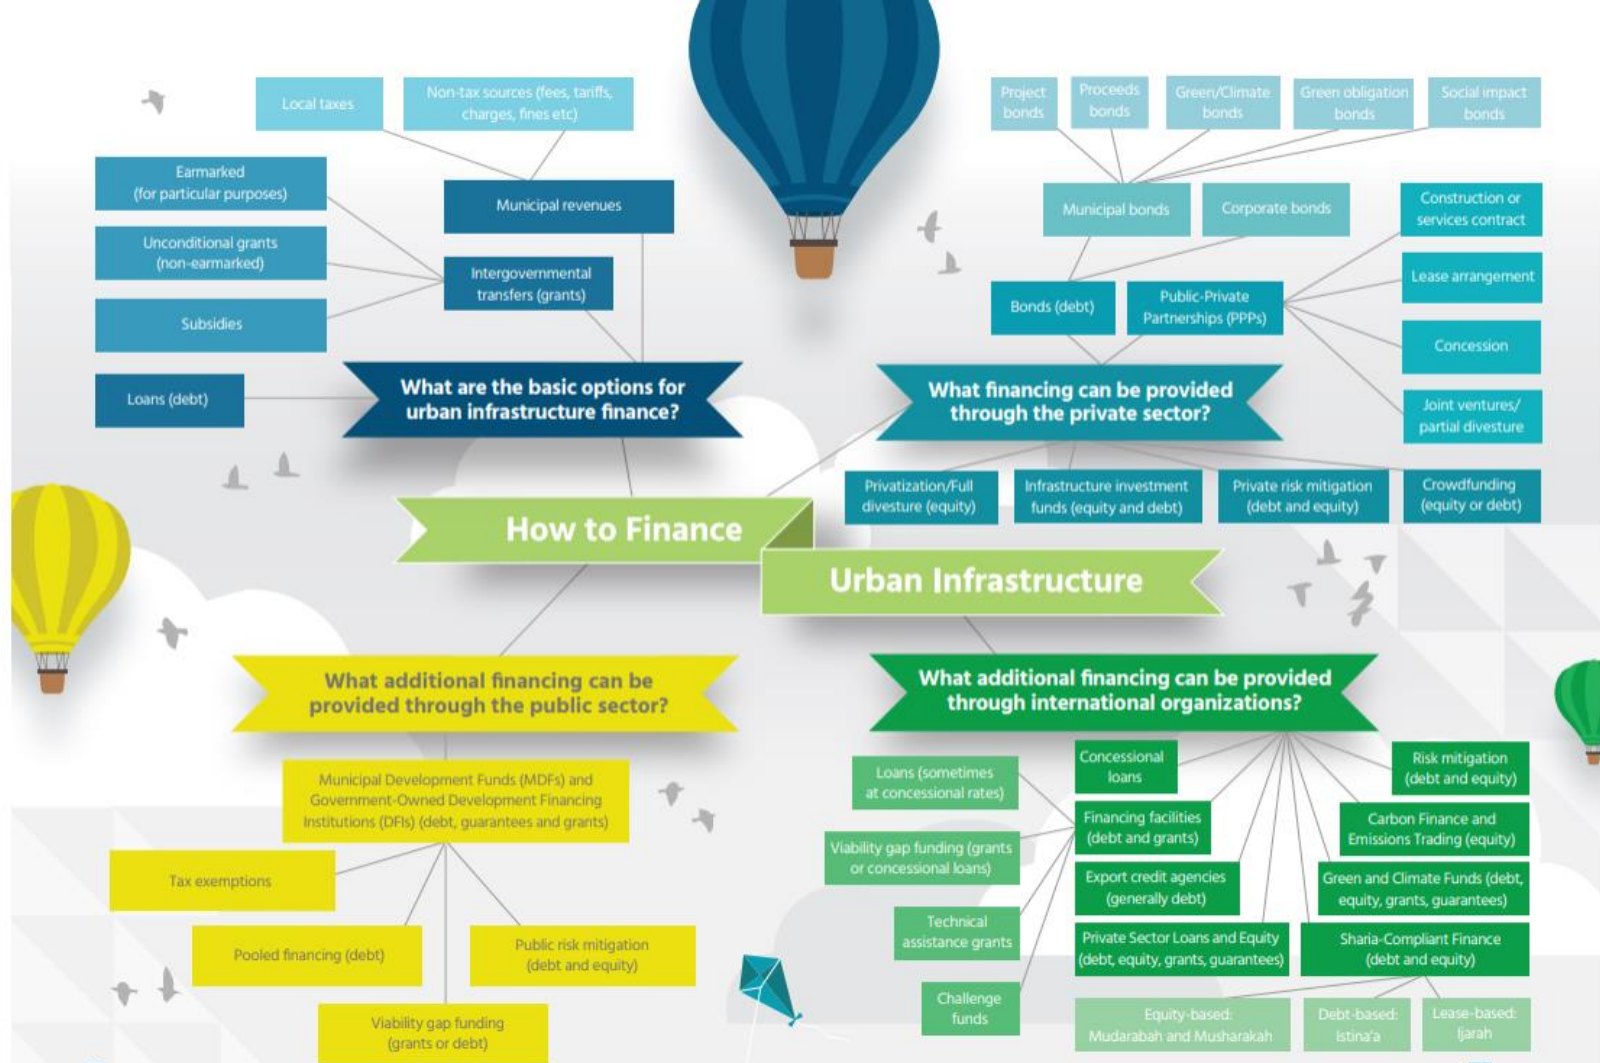 Local taxes
Non-tax sources (fees, tariffs,
charges, fines etc)
Earmarked
(for particular purposes)
Municipal revenues
Unconditional grants
(non-earmarked)
Intergovernmental
transfers (grants)
Subsidies
Loans (debt)
What are the basic options for
urban infrastructure finance?
Project
bonds
Proceeds
bonds
Green/Climate
bonds
Green obligation
bonds
Social impact
bonds
Municipal bonds
Corporate bonds
Construction or
services contract
Lease arrangement
Bonds (debt)
Public-Private
Partnerships (PPPs)
Concession
Joint ventures/
partial divesture
What financing can be provided
through the private sector?
Privatization/Full
divesture (equity)
Infrastructure investment
funds (equity and debt)
Private risk mitigation
(debt and equity)
Crowdfunding
(equity or debt)
How to Finance
Urban Infrastructure
What additional financing can be
provided through the public sector?
Municipal Development Funds (MDFs) and
Government-Owned Development Financing
Institutions (DFIs) (debt, guarantees and grants)
Tax exemptions
Pooled financing (debt)
Public risk mitigation
(debt and equity)
Viability gap funding
(grants or debt)
What additional financing can be provided
through international organizations?
Loans (sometimes
at concessional rates)
Concessional
loans
Risk mitigation
(debt and equity)
Viability gap funding (grants
or concessional loans)
Financing facilities
(debt and grants)
Carbon Finance and
Emissions Trading (equity)
Export credit agencies
(generally debt)
Green and Climate Funds (debt,
equity, grants, guarantees)
Technical
assistance grants
Private Sector Loans and Equity
(debt, equity, grants, guarantees)
Sharia-Compliant Finance
(debt and equity)
Challenge
funds
Equity-based:
Mudarabah and Musharakah
Debt-based:
Istina'a
Lease-based:
Ijarah